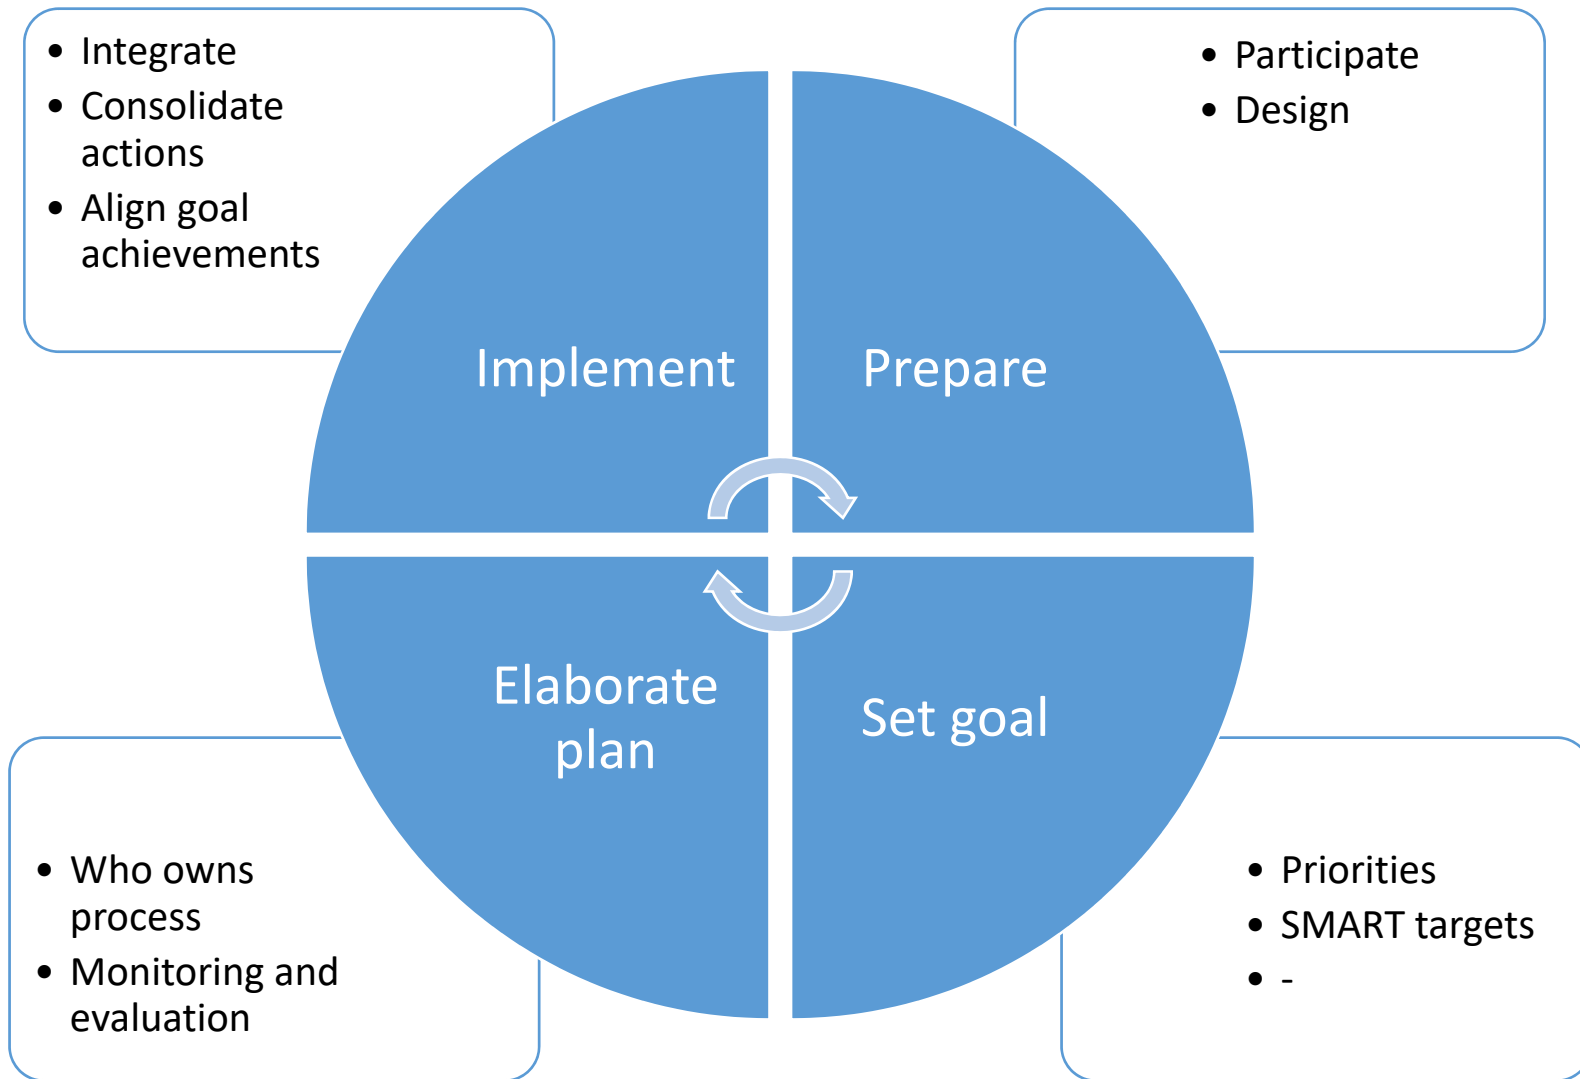 • Integrate
• Consolidate
actions
• Align goal
achievements
• Participate
• Design
Implement
Prepare
Elaborate
plan
Set goal
• Who owns
process
• Monitoring and
evaluation
• Priorities
• SMART targets
• -